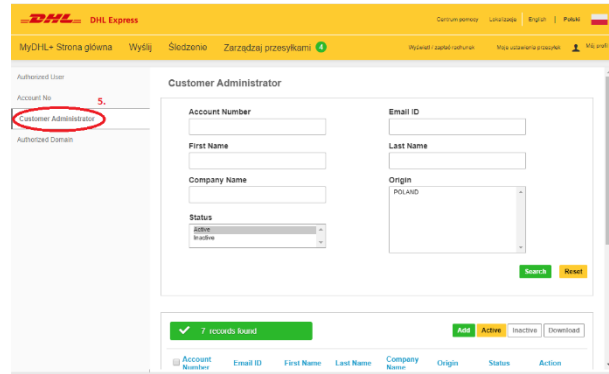 DHL DHL Express
Centrum pomocy Lokalizacje English | Polski
MyDHL+ Strona główna Wyślij Śledzenie Zarządzaj przesyłkami 4 Wyświetl i zapłać rachunek Moje ustawienia przesyłek Mój profil
Authorized User
Account No
5.
Customer Administrator
Authorized Domain
Customer Administrator
Account Number Email ID
First Name Last Name
Company Name Origin
POLAND
Status
Active
Inactive
Search Reset
7 records found Add Active Inactive Download
Account Number Email ID First Name Last Name Company Name Origin Status Action